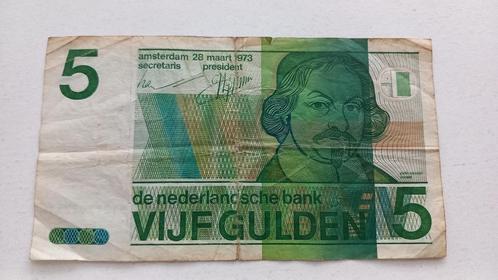 5
amsterdam 28 maart 1973
secretaris president
de nederlandsche bank
VIJF GULDEN 5